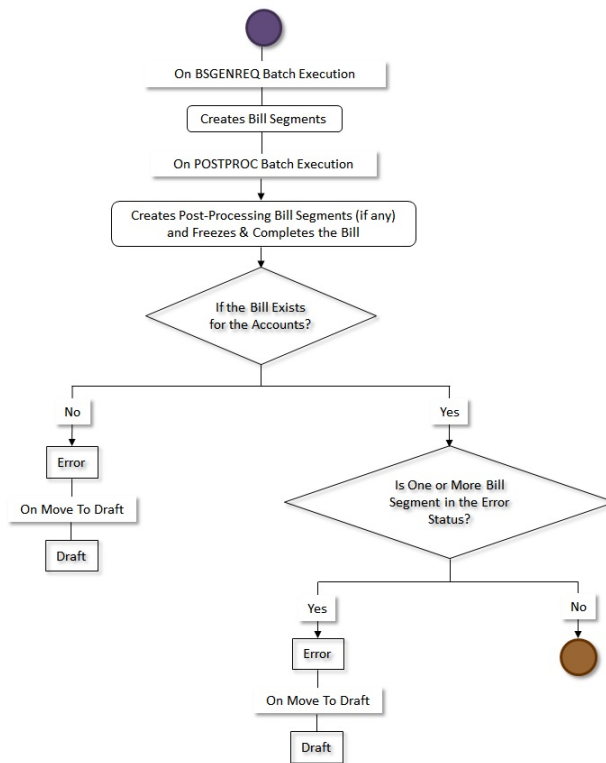 On BSGENREQ Batch Execution
Creates Bill Segments
On POSTPROC Batch Execution
Creates Post-Processing Bill Segments (if any)
and Freezes & Completes the Bill
If the Bill Exists
for the Accounts?
No
Yes
Error
Is One or More Bill
Segment in the Error
Status?
On Move To Draft
Draft
Yes
No
Error
On Move To Draft
Draft